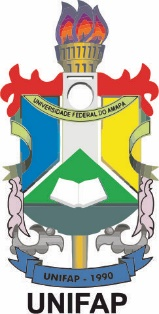 UNIVERSIDADE FEDERAL DO AMAPÁ
UNIFAP - 1990
UNIFAP